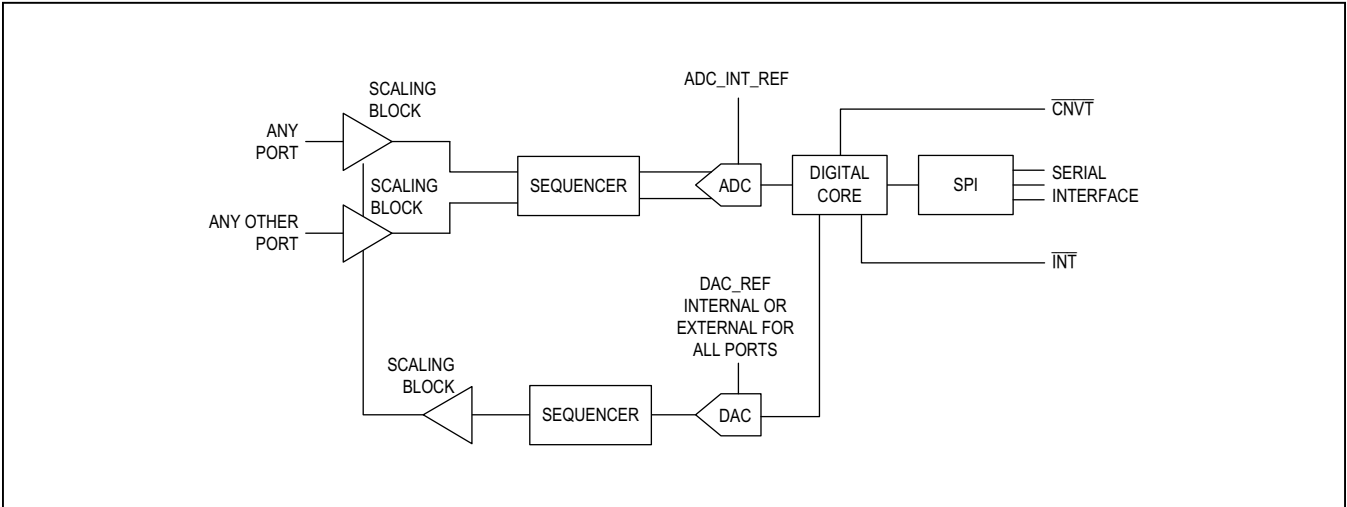 ADC_INT_REF
SCALING
BLOCK
CNVT
ANY
PORT
SEQUENCER
ADC
DIGITAL
CORE
SPI
SERIAL
INTERFACE
SCALING
BLOCK
ANY OTHER
PORT
INT
DAC_REF
INTERNAL OR
EXTERNAL FOR
ALL PORTS
SCALING
BLOCK
SEQUENCER
DAC